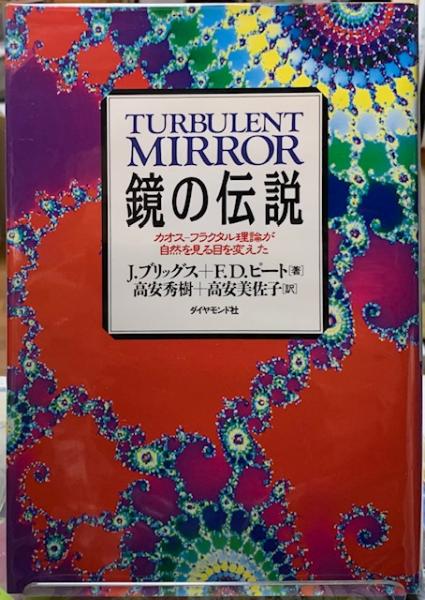 TURBULENT
MIRROR
鏡の伝説
カオス-フラクタル理論が
自然を見る目を変えた
J.ブリッグス+F.D.ピート[著]
高安秀樹+高安美佐子[訳]
ダイヤモンド社